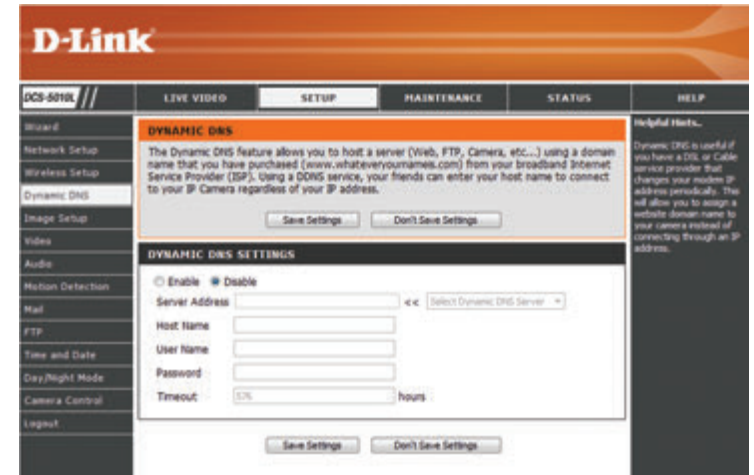 D-Link
DCS-5010L
LIVE VIDEO
SETUP
MAINTENANCE
STATUS
HELP
Wizard
Network Setup
Wireless Setup
Dynamic DNS
Image Setup
Video
Audio
Motion Detection
Mail
FTP
Time and Date
Day/Night Mode
Camera Control
Logout
DYNAMIC DNS
The Dynamic DNS feature allows you to host a server (Web, FTP, Camera, etc...) using a domain
name that you have purchased (www.whateveryournameis.com) from your broadband Internet
Service Provider (ISP). Using a DDNS service, your friends can enter your host name to connect
to your IP Camera regardless of your IP address.
Save Settings
Don't Save Settings
DYNAMIC DNS SETTINGS
Enable
Disable
Server Address
<< Select Dynamic DNS Server
Host Name
User Name
Password
Timeout 576 hours
Save Settings
Don't Save Settings
Helpful Hints..
Dynamic DNS is useful if
you have a DSL or Cable
service provider that
changes your modem IP
address periodically. This
will allow you to assign a
website domain name to
your camera instead of
connecting through an IP
address.